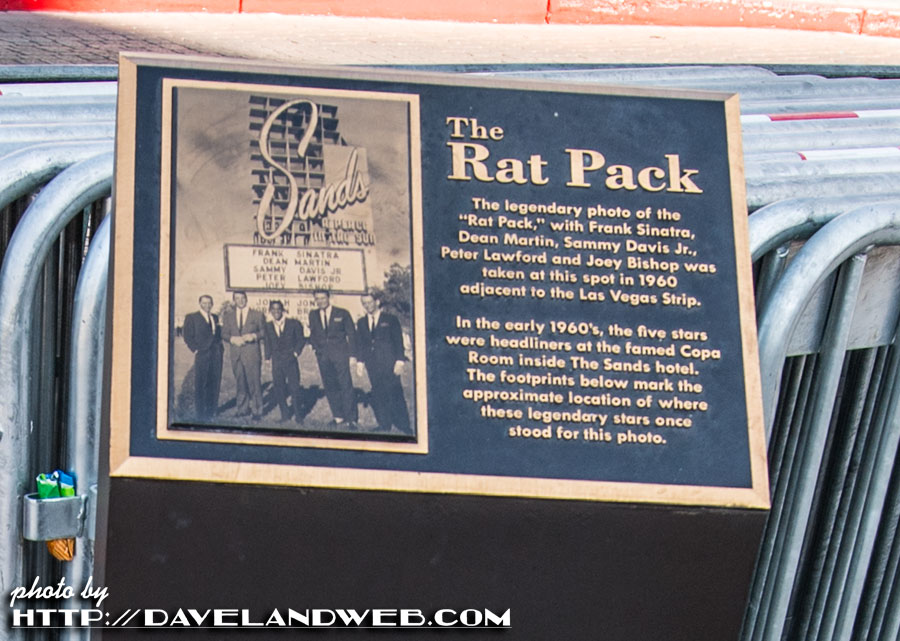 Sands
FRANK SINATRA
DEAN MARTIN
SAMMY DAVIS JR
PETER LAWFORD
The
Rat Pack
The legendary photo of the
“Rat Pack,” with Frank Sinatra,
Dean Martin, Sammy Davis Jr.,
Peter Lawford and Joey Bishop was
taken at this spot in 1960
adjacent to the Las Vegas Strip.
In the early 1960’s, the five stars
were headliners at the famed Copa
Room inside The Sands hotel.
The footprints below mark the
approximate location of where
these legendary stars once
stood for this photo.
photo by
HTTP://DAVELANDWEB.COM